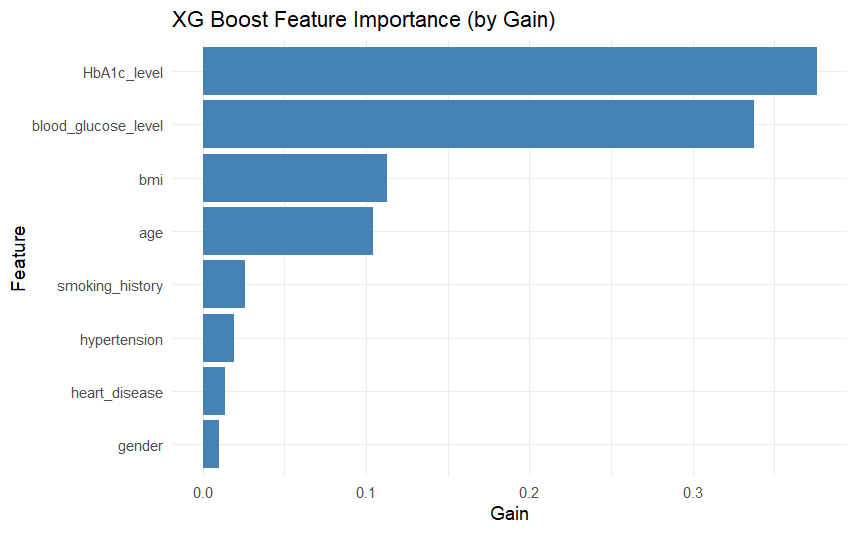 XG Boost Feature Importance (by Gain)
Feature
HbA1c_level
blood_glucose_level
bmi
age
smoking_history
hypertension
heart_disease
gender
0.0 0.1 0.2 0.3
Gain